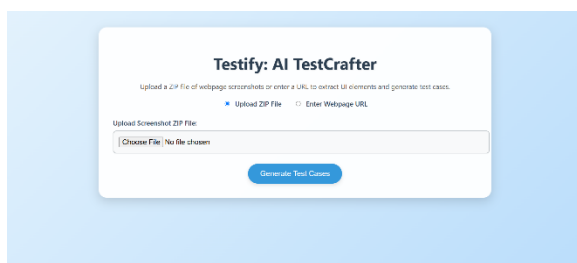 Testify: AI TestCrafter
Upload a ZIP file of webpage screenshots or enter a URL to extract UI elements and generate test cases.
Upload ZIP File Enter Webpage URL
Upload Screenshot ZIP File:
Choose File No file chosen
Generate Test Cases